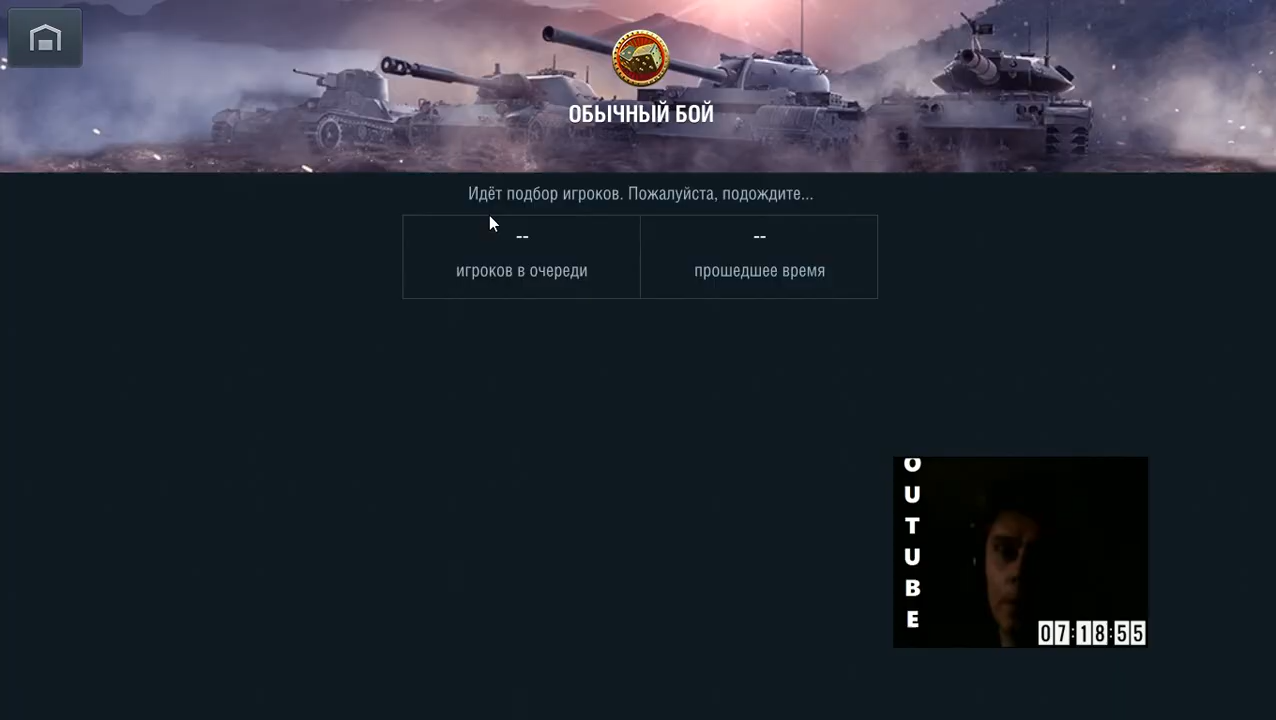 ОБЫЧНЫЙ БОЙ
Идёт подбор игроков. Пожалуйста, подождите...
-- --
игроков в очереди прошедшее время
O
U
T
U
B
E
07:18:55